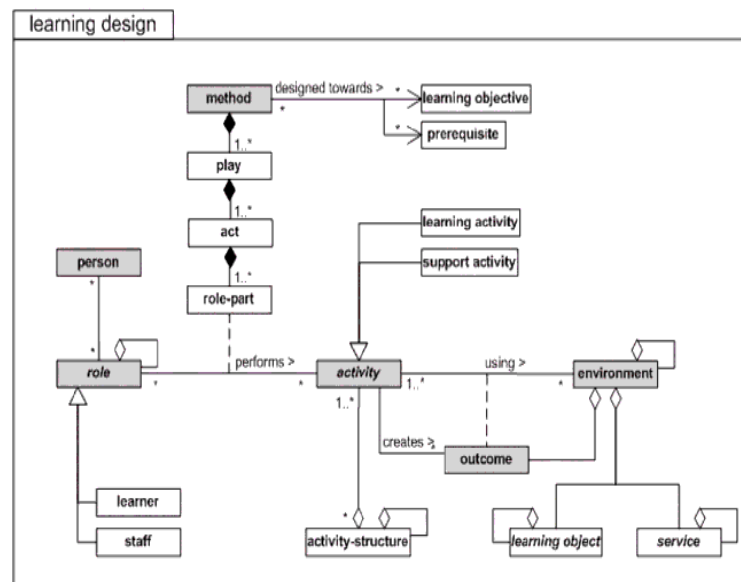 learning design
designed towards >
method
*
*
learning objective
*
prerequisite
1..*
play
1..*
act
learning activity
support activity
person
*
1..*
role-part
*
role
performs >
*
*
activity
1..*
using >
*
environment
1..*
creates >
*
outcome
learner
staff
*
activity-structure
learning object
service